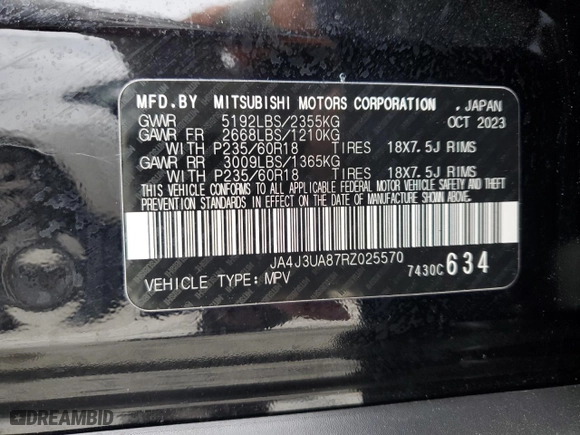 MFD.BY MITSUBISHI MOTORS CORPORATION , JAPAN
GVWR 5192LBS/2355KG OCT 2023
GAWR FR 2668LBS/1210KG
WITH P235/60R18 TIRES 18X7.5J RIMS
GAWR RR 3009LBS/1365KG
WITH P235/60R18 TIRES 18X7.5J RIMS
THIS VEHICLE CONFORMS TO ALL APPLICABLE FEDERAL MOTOR VEHICLE SAFETY AND THEFT
PREVENTION STANDARDS IN EFFECT ON THE DATE OF MANUFACTURE SHOWN ABOVE.
JA4J3UA87RZ025570
VEHICLE TYPE: MPV 7430C 634
DREAMBID